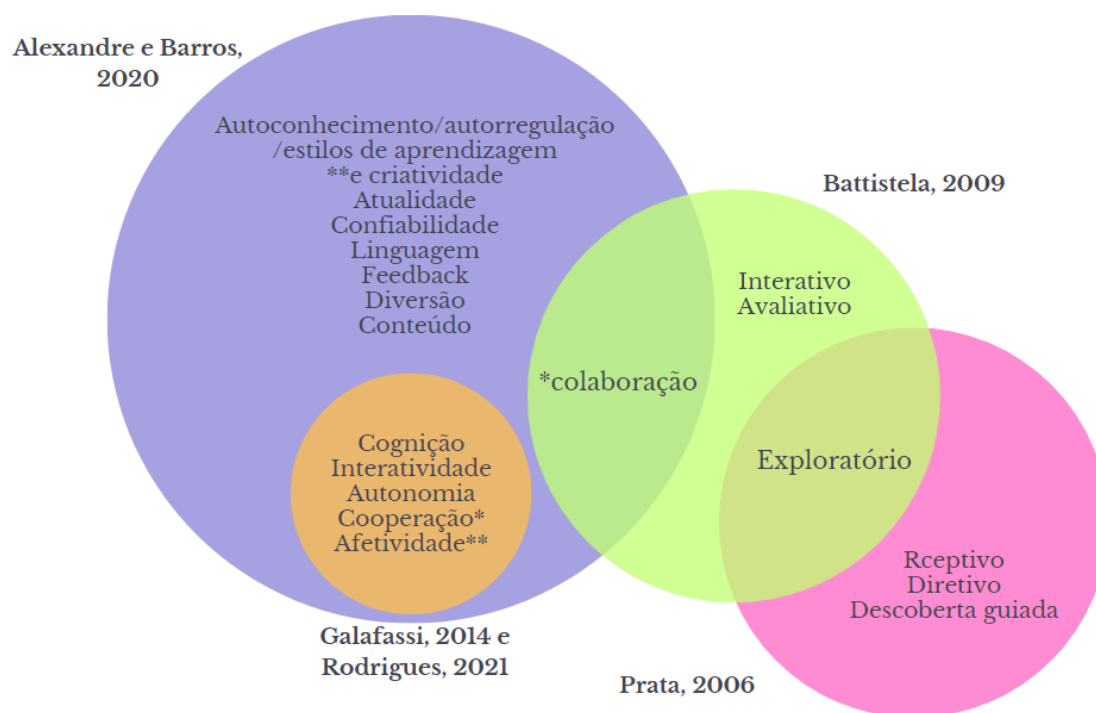 Alexandre e Barros,
2020
Autoconhecimento/autorregulação
/estilos de aprendizagem
**e criatividade
Atualidade
Confiabilidade
Linguagem
Feedback
Diversão
Conteúdo
Battistela, 2009
Interativo
Avaliativo
*colaboração
Cognição
Interatividade
Autonomia
Cooperação*
Afetividade**
Exploratório
Rceptivo
Diretivo
Descoberta guiada
Galafassi, 2014 e
Rodrigues, 2021
Prata, 2006